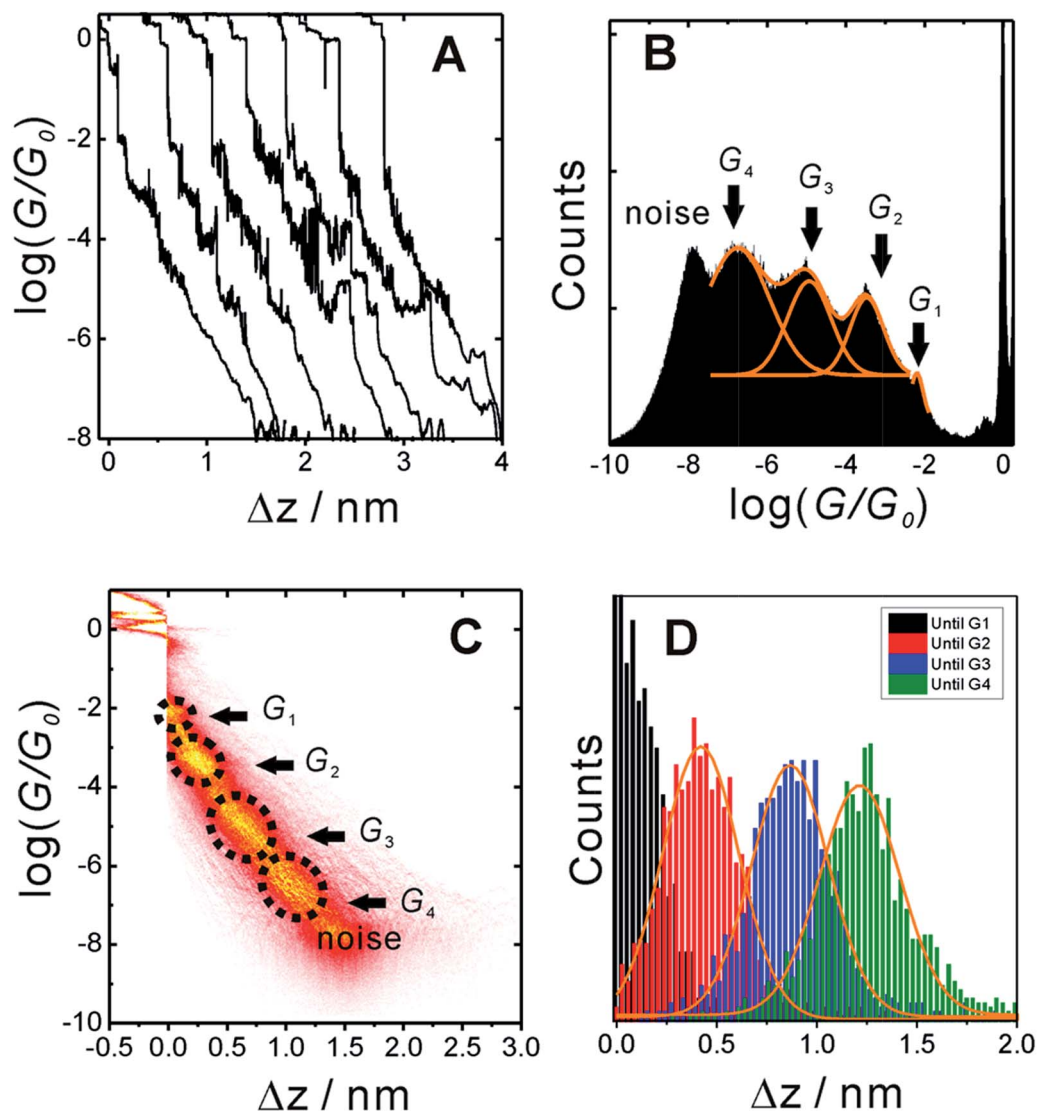 A
log(G/G₀)
0
-2
-4
-6
-8
0 1 2 3 4
Δz / nm
B
Counts
noise
G₄
G₃
G₂
G₁
-10 -8 -6 -4 -2 0
log(G/G₀)
C
log(G/G₀)
0
-2
-4
-6
-8
-10
G₁
G₂
G₃
G₄
noise
-0.5 0.0 0.5 1.0 1.5 2.0 2.5 3.0
Δz / nm
D
Counts
Until G1
Until G2
Until G3
Until G4
0.0 0.5 1.0 1.5 2.0
Δz / nm